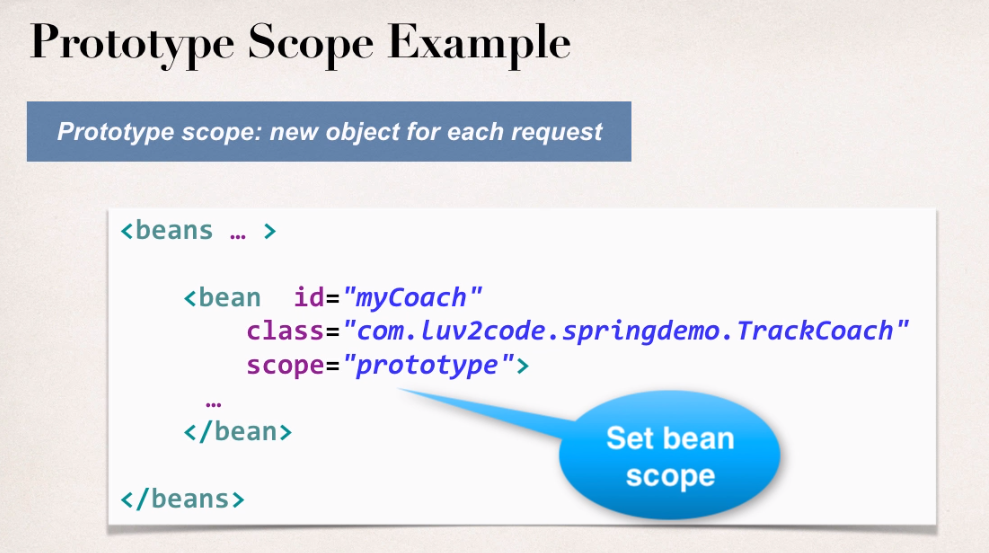 Prototype Scope Example
Prototype scope: new object for each request
<beans … >
<bean id="myCoach"
class="com.luv2code.springdemo.TrackCoach"
scope="prototype">
…
</bean>
Set bean
scope
</beans>